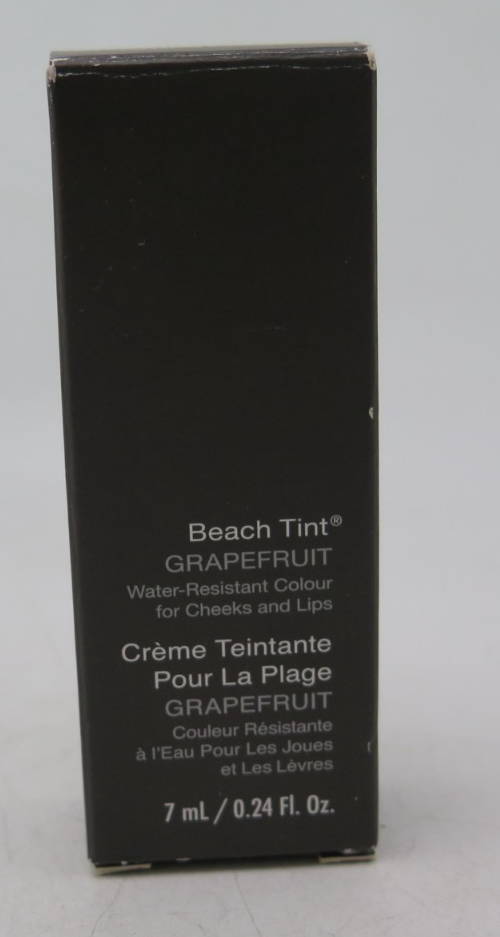 Beach Tint®
GRAPEFRUIT
Water-Resistant Colour
for Cheeks and Lips
Crème Teintante
Pour La Plage
GRAPEFRUIT
Couleur Résistante
à l'Eau Pour Les Joues
et Les Lèvres
7 mL / 0.24 Fl. Oz.